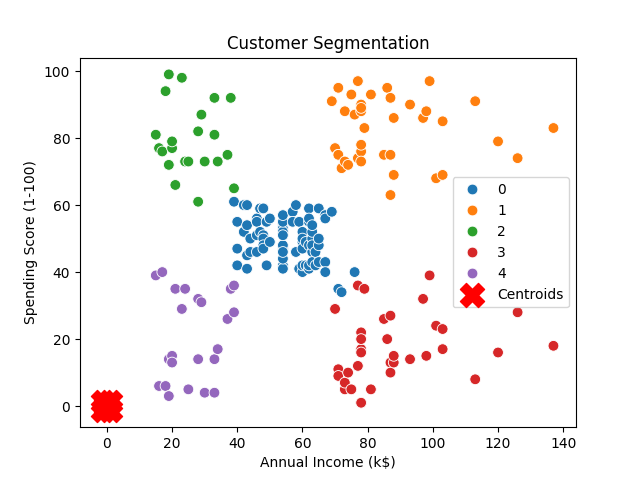 Customer Segmentation
Spending Score (1-100)
100
80
60
40
20
0
0
1
2
3
4
Centroids
0 20 40 60 80 100 120 140
Annual Income (k$)